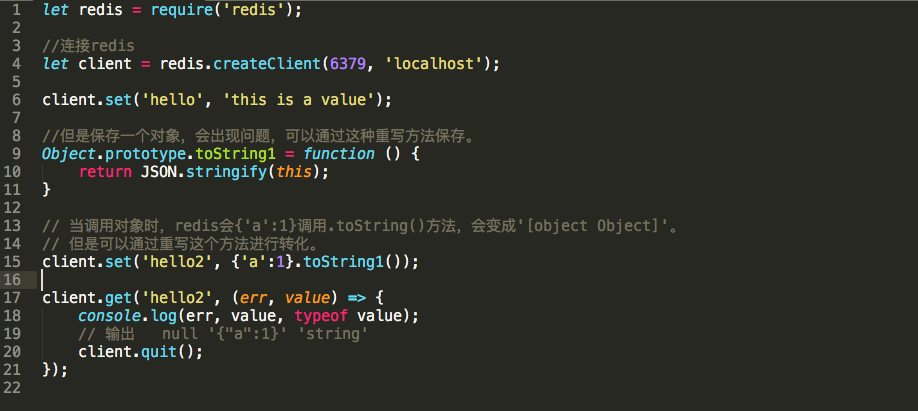 1 let redis = require('redis');
2
3 //连接redis
4 let client = redis.createClient(6379, 'localhost');
5
6 client.set('hello', 'this is a value');
7
8 //但是保存一个对象，会出现问题，可以通过这种重写方法保存。
9 Object.prototype.toString1 = function () {
10     return JSON.stringify(this);
11 }
12
13 // 当调用对象时，redis会{'a':1}调用.toString()方法，会变成'[object Object]'。
14 // 但是可以通过重写这个方法进行转化。
15 client.set('hello2', {'a':1}.toString1());
16
17 client.get('hello2', (err, value) => {
18     console.log(err, value, typeof value);
19     // 输出   null '{"a":1}' 'string'
20     client.quit();
21 });
22